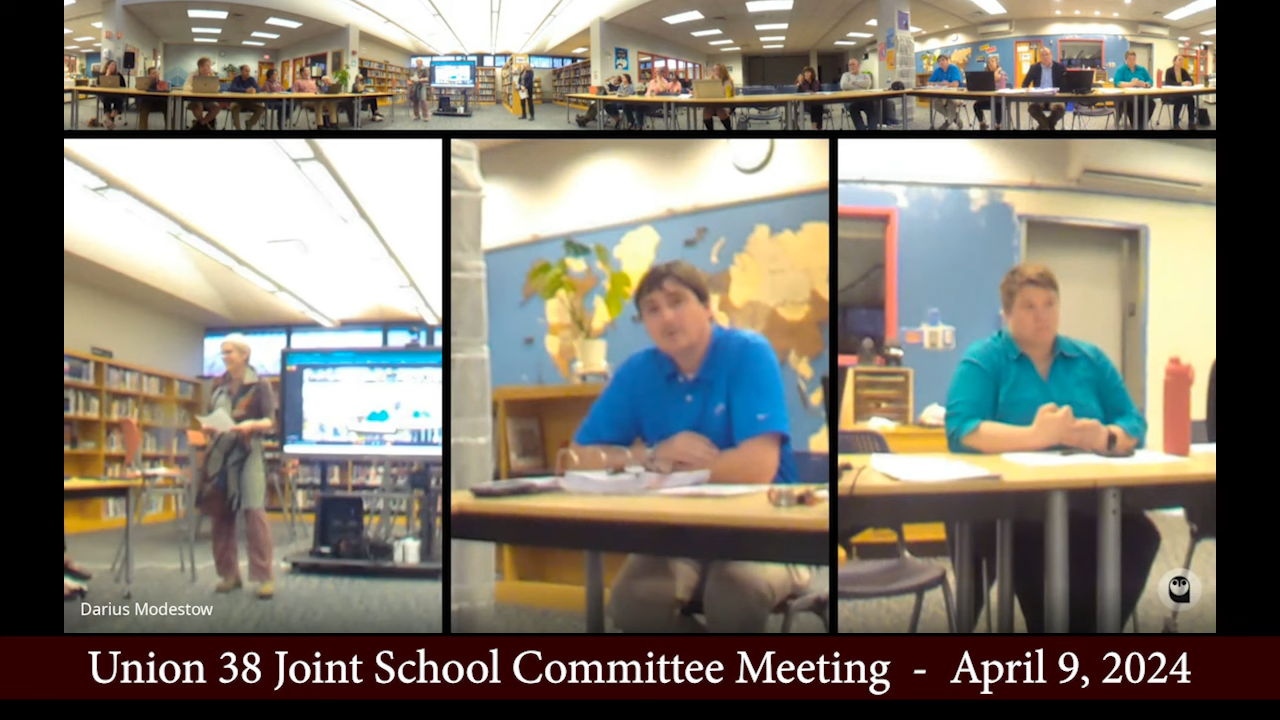 Darius Modestow
Union 38 Joint School Committee Meeting - April 9, 2024